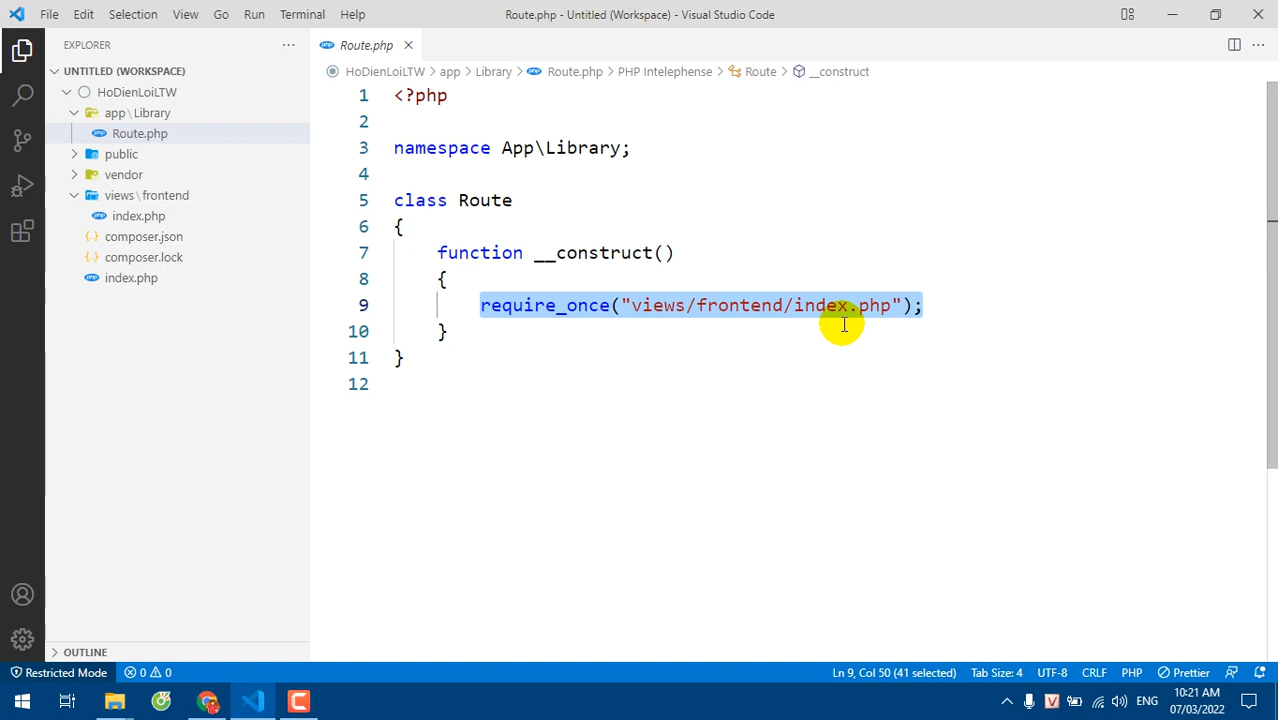 File Edit Selection View Go Run Terminal Help
Route.php - Untitled (Workspace) - Visual Studio Code
EXPLORER
UNTITLED (WORKSPACE)
HoDienLoiLTW
app\Library
Route.php
public
vendor
views\frontend
index.php
composer.json
composer.lock
index.php
OUTLINE
Route.php
HoDienLoiLTW > app > Library > Route.php > PHP Intelephense > Route > __construct
1 <?php
2
3 namespace App\Library;
4
5 class Route
6 {
7 function __construct()
8 {
9 require_once("views/frontend/index.php");
10 }
11 }
12
Restricted Mode 0 0 Ln 9, Col 50 (41 selected) Tab Size: 4 UTF-8 CRLF PHP Prettier
ENG
10:21 AM
07/03/2022